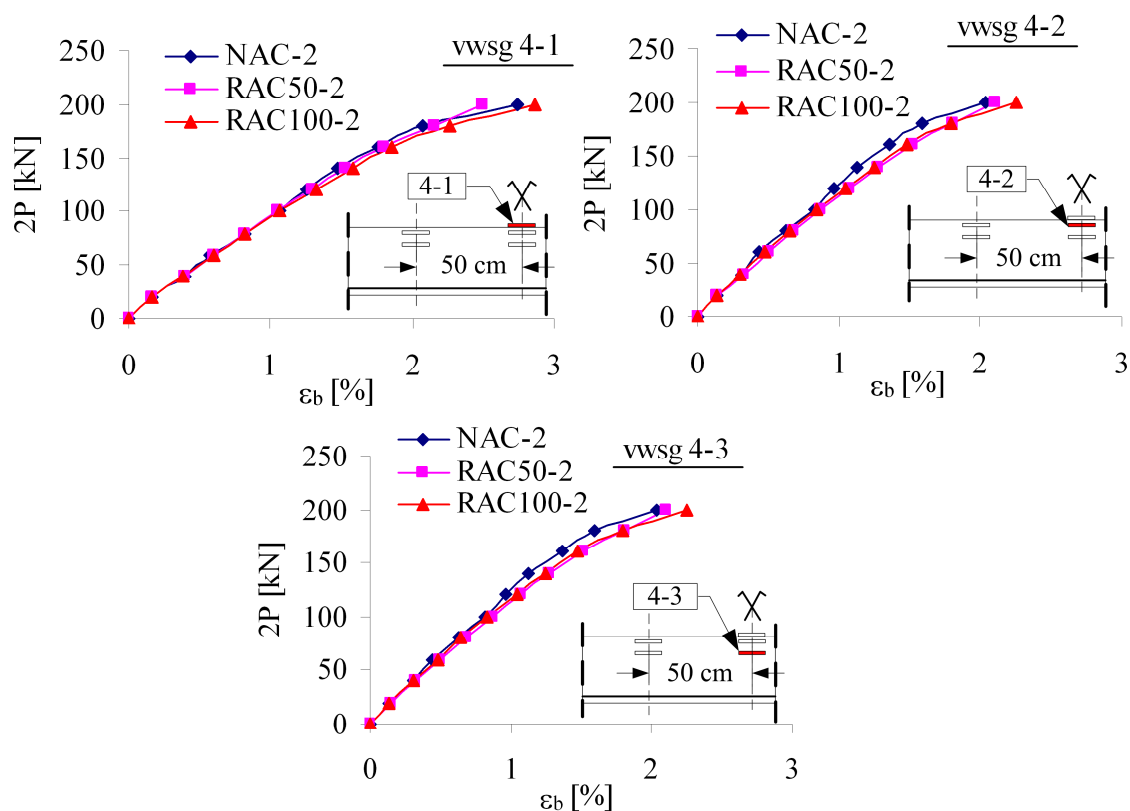 vwsg 4-1
NAC-2
RAC50-2
RAC100-2
250
200
150
100
50
0
2P [kN]
4-1
50 cm
0 1 2 3
εb [%]
vwsg 4-2
NAC-2
RAC50-2
RAC100-2
250
200
150
100
50
0
2P [kN]
4-2
50 cm
0 1 2 3
εb [%]
vwsg 4-3
NAC-2
RAC50-2
RAC100-2
250
200
150
100
50
0
2P [kN]
4-3
50 cm
0 1 2 3
εb [%]